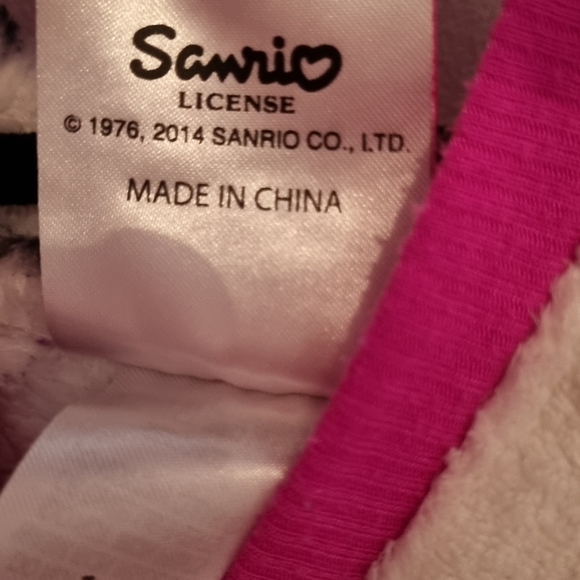 Sanrio
LICENSE
© 1976, 2014 SANRIO CO., LTD.
MADE IN CHINA